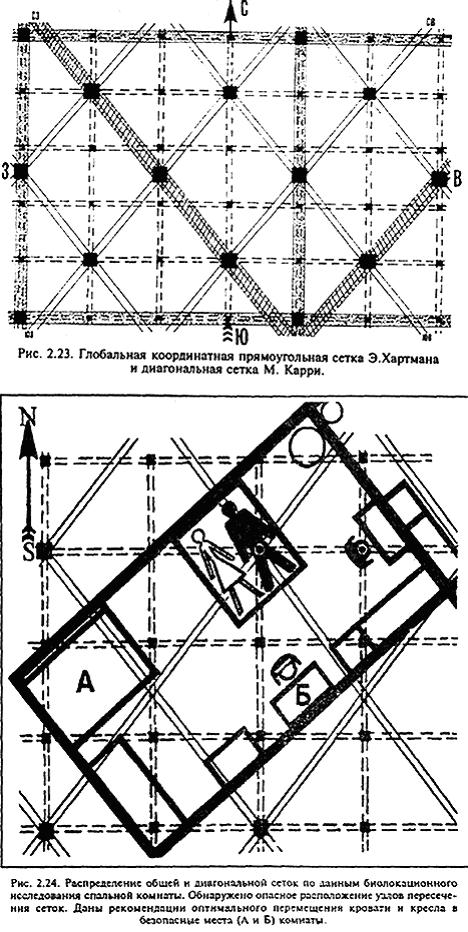 С
СЗ СВ
З В
ЮЗ Ю ЮВ
Рис. 2.23. Глобальная координатная прямоугольная сетка Э.Хартмана
и диагональная сетка М. Карри.
N
S
А
Б
Рис. 2.24. Распределение общей и диагональной сеток по данным биолокационного
исследования спальной комнаты. Обнаружено опасное расположение узлов пересече-
ния сеток. Даны рекомендации оптимального перемещения кровати и кресла в
безопасные места (А и Б) комнаты.